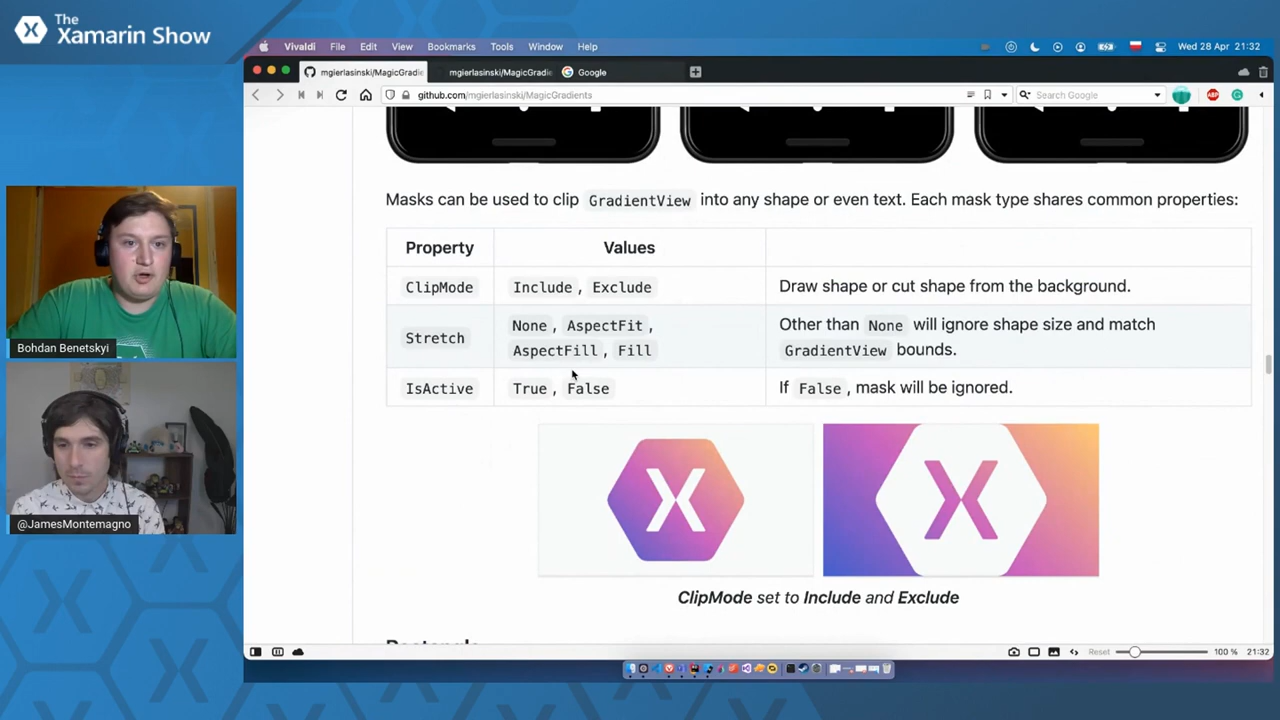 The
Xamarin Show
Vivaldi File Edit View Bookmarks Tools Window Help
Wed 28 Apr 21:32
mgierlasinski/MagicGradie
mgierlasinski/MagicGradie
Google
github.com/mgierlasinski/MagicGradients
Search Google
ABP
Masks can be used to clip GradientView into any shape or even text. Each mask type shares common properties:
Property Values
ClipMode Include , Exclude Draw shape or cut shape from the background.
Stretch None , AspectFit ,
AspectFill , Fill
Other than None will ignore shape size and match
GradientView bounds.
IsActive True , False If False , mask will be ignored.
ClipMode set to Include and Exclude
Rectangle
Bohdan Benetskyi
@JamesMontemagno
Reset 100 % 21:32